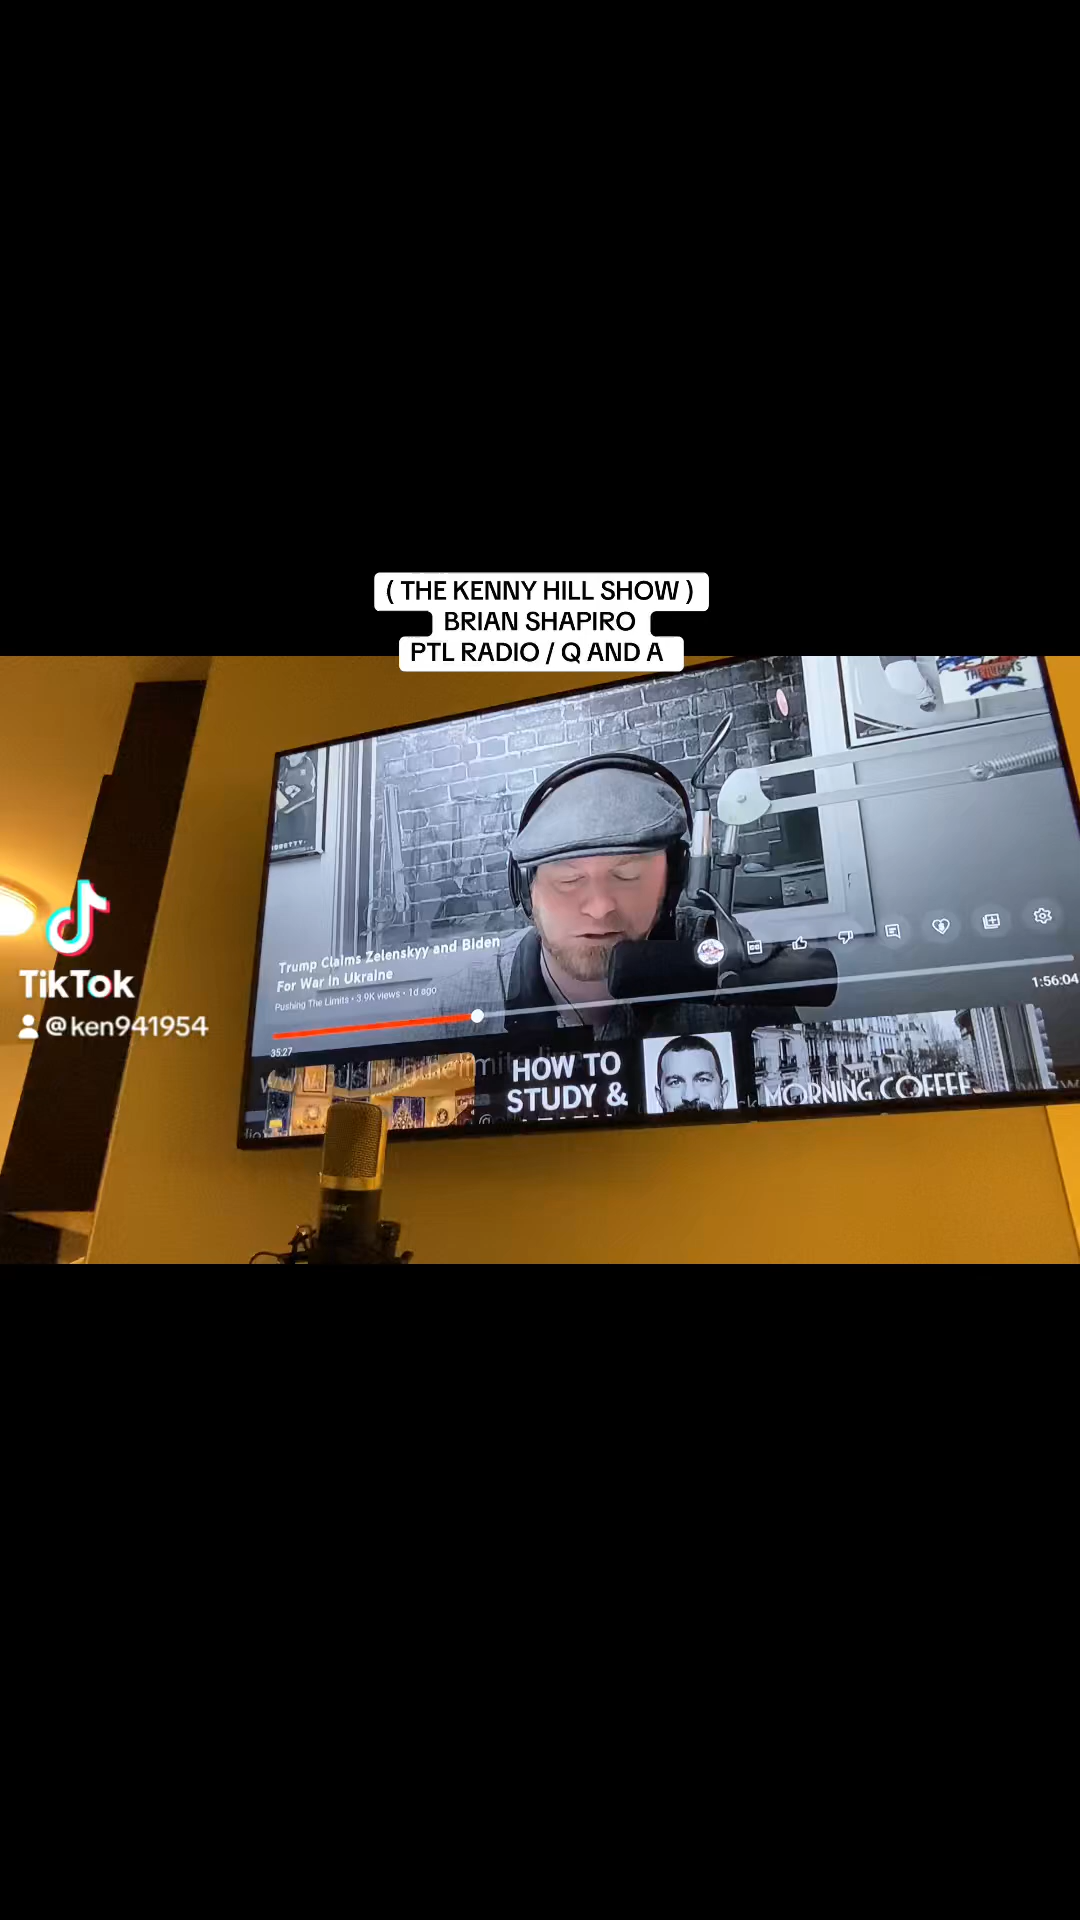 ( THE KENNY HILL SHOW )
BRIAN SHAPIRO
PTL RADIO / Q AND A
THE LIMITS
Trump Claims Zelenskyy and Biden
For War in Ukraine
Pushing The Limits • 3.9K views • 1d ago
1:56:04
35:27
HOW TO
STUDY &
MORNING COFFEE
TikTok
@ken941954